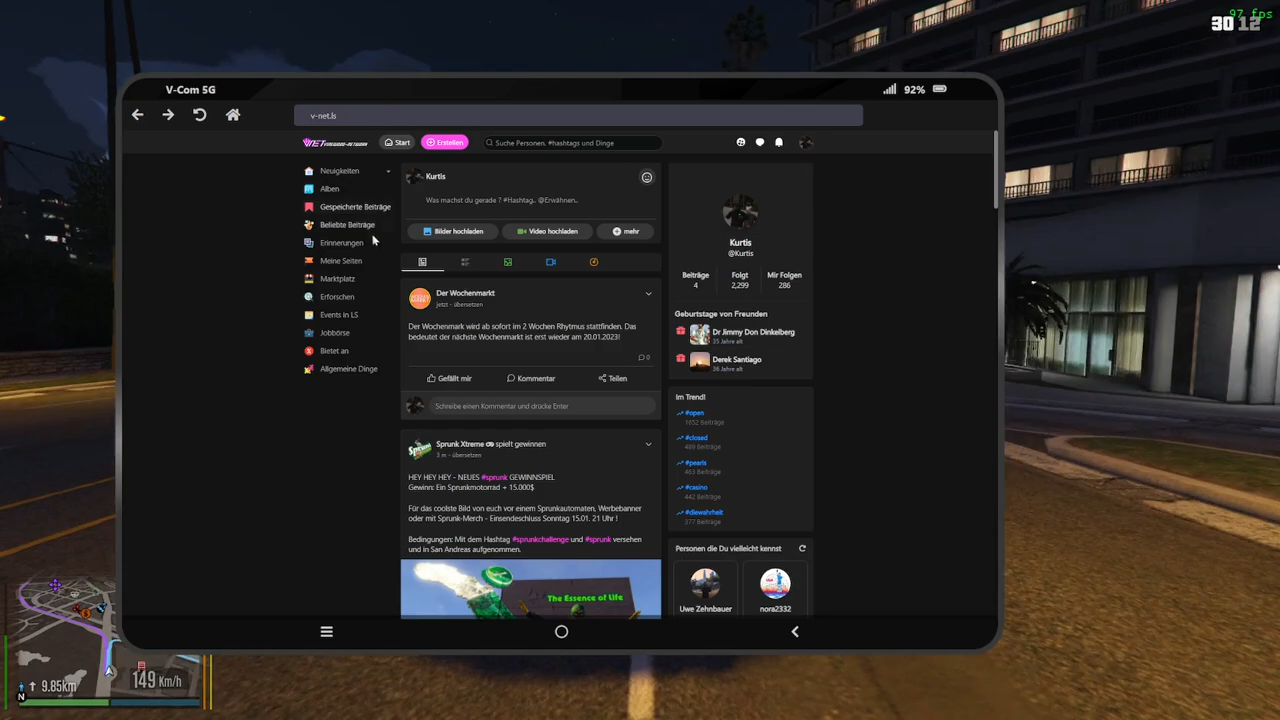 97 fps
30 12
V-Com 5G
92%
v-net.ls
Start
Erstellen
Suche Personen, #hashtags und Dinge
Neuigkeiten
Alben
Gespeicherte Beiträge
Beliebte Beiträge
Erinnerungen
Meine Seiten
Marktplatz
Erforschen
Events in LS
Jobbörse
Bietet an
Allgemeine Dinge
Kurtis
Was machst du gerade ? #Hashtag.. @Erwähnen..
Bilder hochladen
Video hochladen
mehr
Der Wochenmarkt
jetzt - übersetzen
Der Wochenmarkt wird ab sofort im 2 Wochen Rhytmus stattfinden. Das
bedeutet der nächste Wochenmarkt ist erst wieder am 20.01.2023!
0
Gefällt mir
Kommentar
Teilen
Schreibe einen Kommentar und drücke Enter
Sprunk Xtreme spielt gewinnen
3 m - übersetzen
HEY HEY HEY - NEUES #sprunk GEWINNSPIEL
Gewinn: Ein Sprunkmotorrad + 15.000$
Für das coolste Bild von euch vor einem Sprunkautomaten, Werbebanner
oder mit Sprunk-Merch - Einsendeschluss Sonntag 15.01. 21 Uhr !
Bedingungen: Mit dem Hashtag #sprunkchallenge und #sprunk versehen
und in San Andreas aufgenommen.
The Essence of Life
Kurtis
@Kurtis
Beiträge
4
Folgt
2,299
Mir Folgen
286
Geburtstage von Freunden
Dr Jimmy Don Dinkelberg
35 Jahre alt
Derek Santiago
36 Jahre alt
Im Trend!
#open
1652 Beiträge
#closed
489 Beiträge
#pearls
463 Beiträge
#casino
442 Beiträge
#diewahrheit
377 Beiträge
Personen die Du vielleicht kennst
Uwe Zehnbauer
nora2332
9.85km
149 Km/h
N